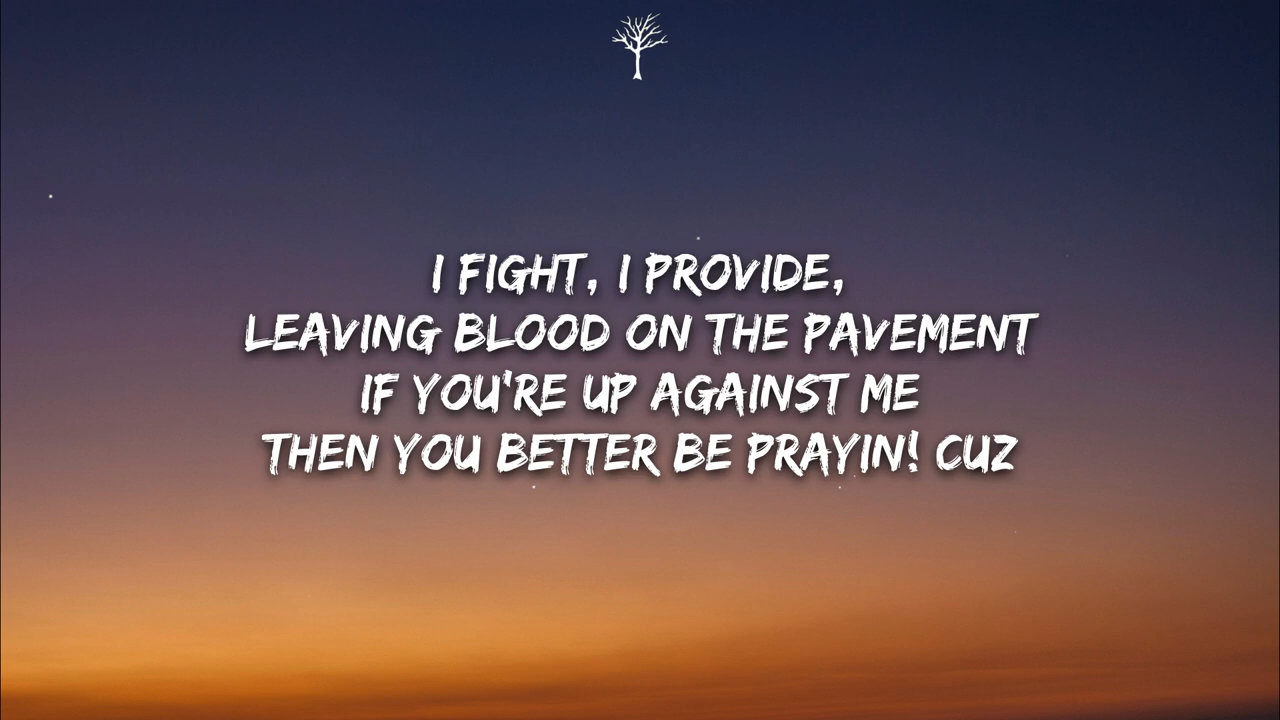 I FIGHT, I PROVIDE,
LEAVING BLOOD ON THE PAVEMENT
IF YOU'RE UP AGAINST ME
THEN YOU BETTER BE PRAYIN! CUZ